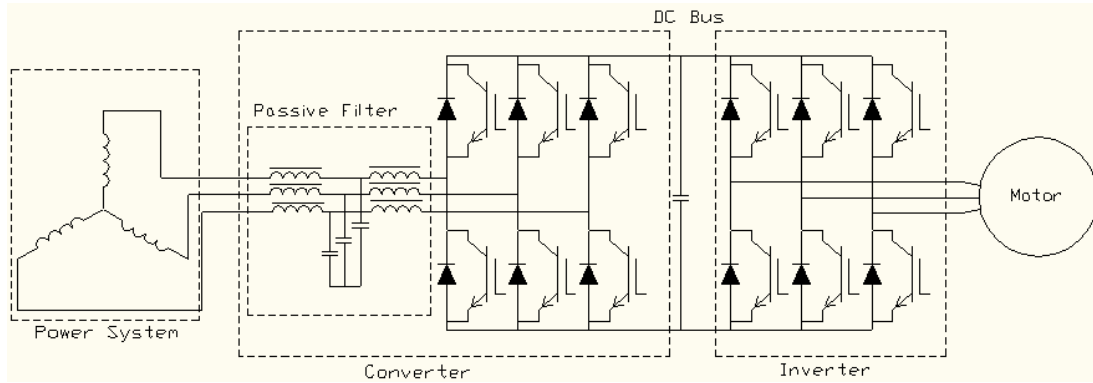 DC Bus
Passive Filter
Motor
Power System
Converter
Inverter